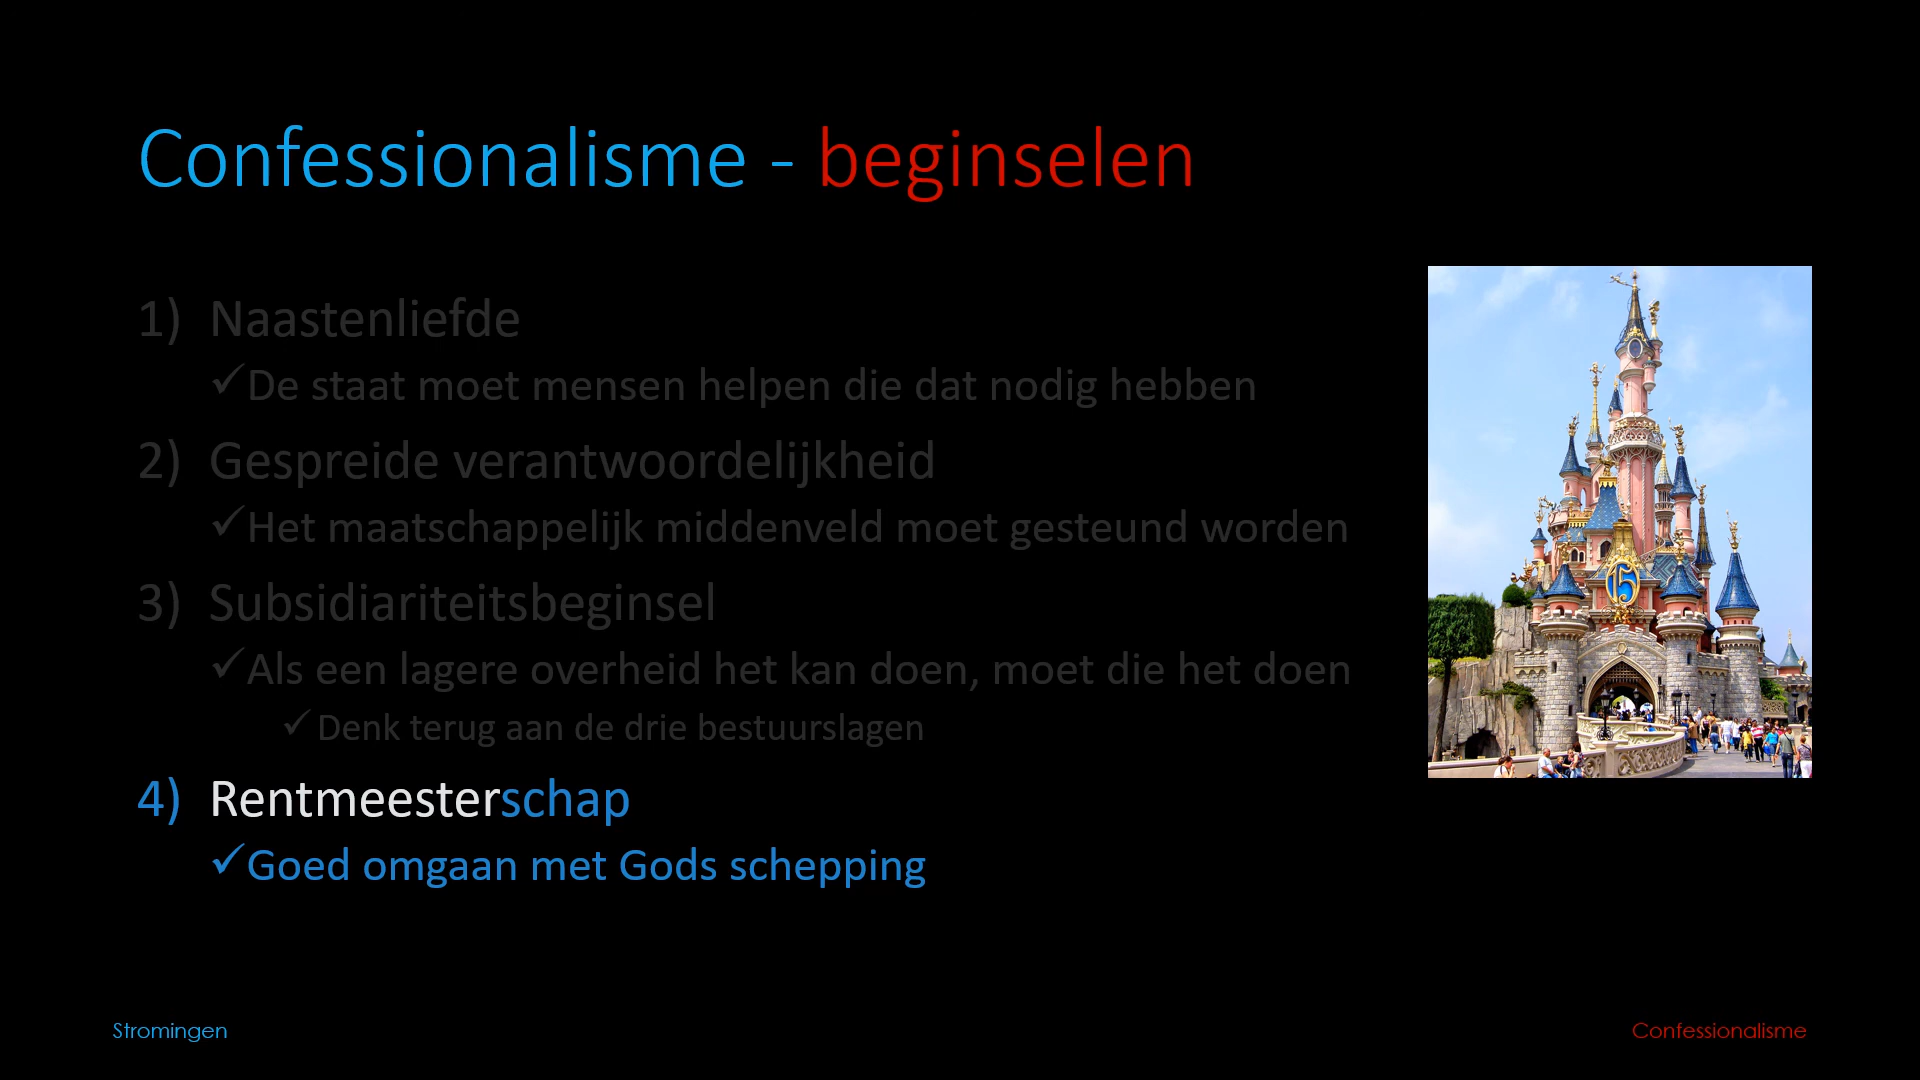 Confessionalisme - beginselen
1) Naastenliefde
✓De staat moet mensen helpen die dat nodig hebben
2) Gespreide verantwoordelijkheid
✓Het maatschappelijk middenveld moet gesteund worden
3) Subsidiariteitsbeginsel
✓Als een lagere overheid het kan doen, moet die het doen
✓Denk terug aan de drie bestuurslagen
15
4) Rentmeesterschap
✓Goed omgaan met Gods schepping
Stromingen
Confessionalisme